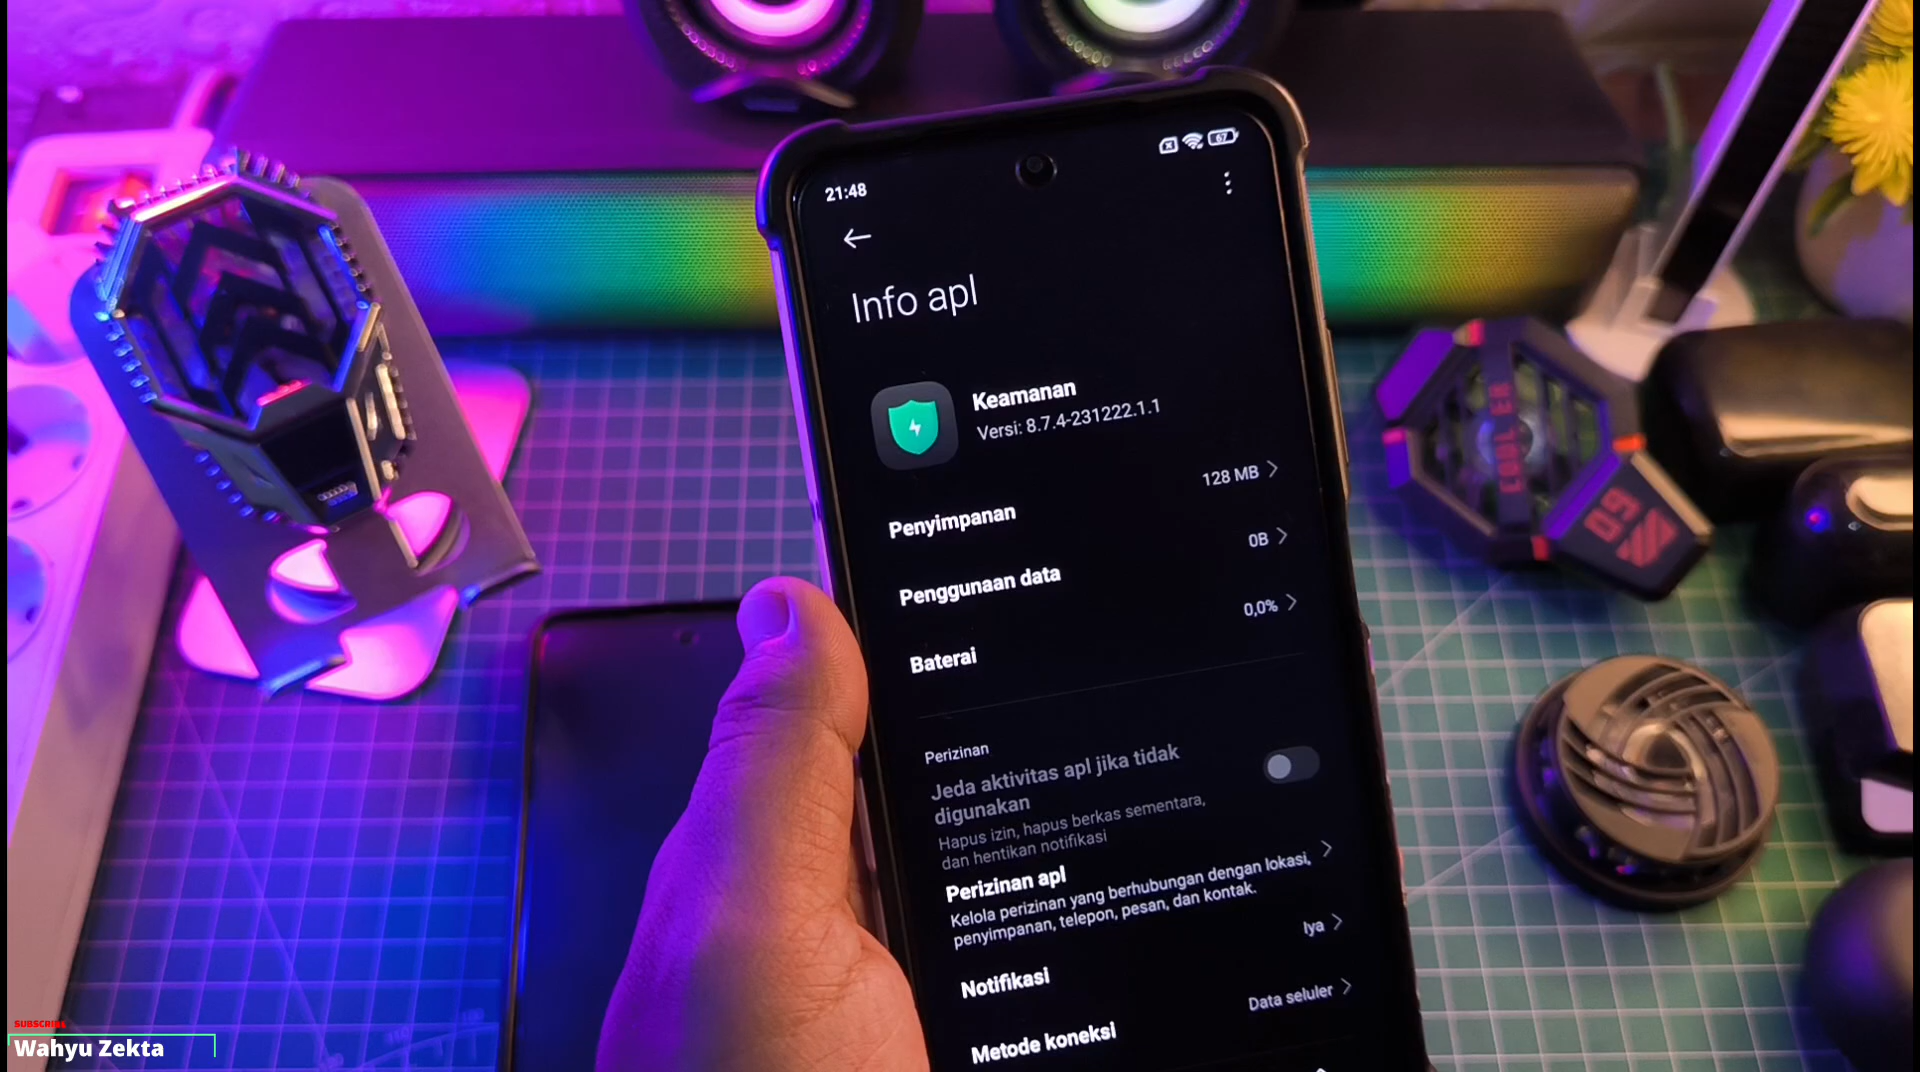 67
21:48
Info apl
Keamanan
Versi: 8.7.4-231222.1.1
128 MB
Penyimpanan
0B
Penggunaan data
0,0%
Baterai
Perizinan
Jeda aktivitas apl jika tidak
digunakan
Hapus izin, hapus berkas sementara,
dan hentikan notifikasi
Perizinan apl
Kelola perizinan yang berhubungan dengan lokasi,
penyimpanan, telepon, pesan, dan kontak.
Iya
Notifikasi
Data seluler
Metode koneksi
COOLER
09
SUBSCRIBE
Wahyu Zekta